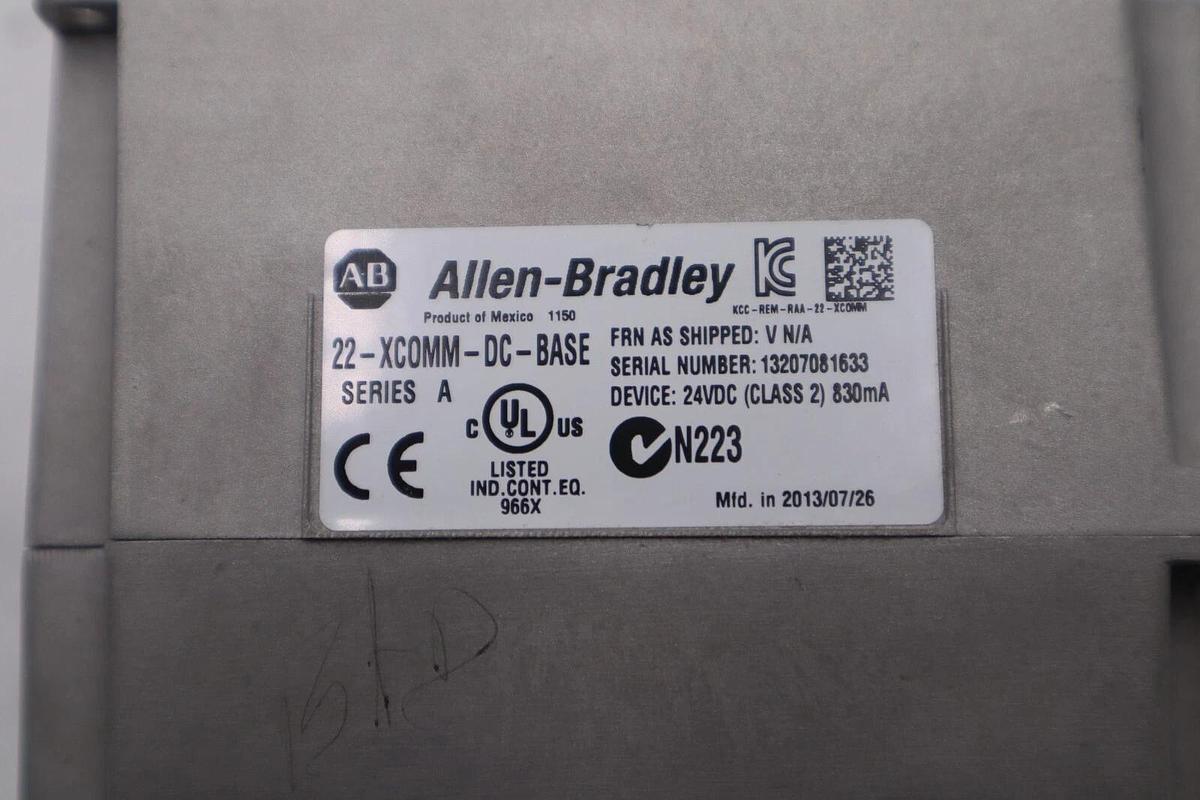 AB Allen-Bradley
KCC-REM-RAA-22-XCOMM
Product of Mexico 1150
22-XCOMM-DC-BASE
SERIES A
FRN AS SHIPPED: V N/A
SERIAL NUMBER: 13207081633
DEVICE: 24VDC (CLASS 2) 830mA
CE
C UL US
LISTED
IND.CONT.EQ.
966X
N223
Mfd. in 2013/07/26